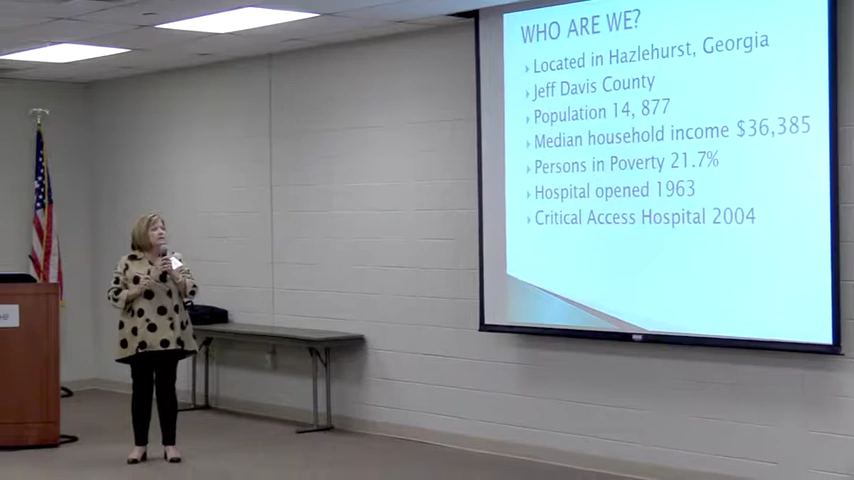 WHO ARE WE?
Located in Hazlehurst, Georgia
Jeff Davis County
Population 14, 877
Median household income $36,385
Persons in Poverty 21.7%
Hospital opened 1963
Critical Access Hospital 2004